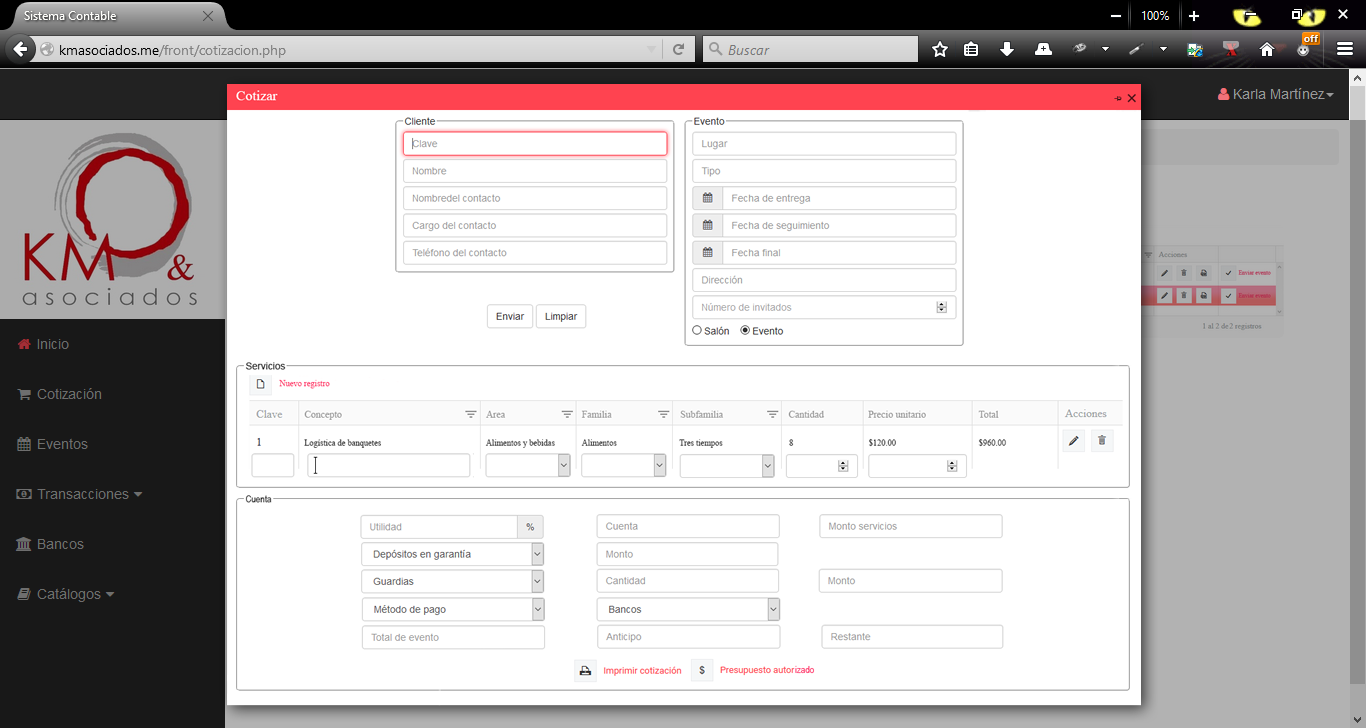 Sistema Contable
100%
kmasociados.me/front/cotizacion.php
Buscar
off
Karla Martínez
KM &
asociados
Inicio
Cotización
Eventos
Transacciones
Bancos
Catálogos
Acciones
Enviar evento
Enviar evento
1 al 2 de 2 registros
Cotizar
Cliente
Clave
Nombre
Nombredel contacto
Cargo del contacto
Teléfono del contacto
Enviar Limpiar
Evento
Lugar
Tipo
Fecha de entrega
Fecha de seguimiento
Fecha final
Dirección
Número de invitados
Salón Evento
Servicios
Nuevo registro
Clave Concepto Area Familia Subfamilia Cantidad Precio unitario Total Acciones
1 Logística de banquetes Alimentos y bebidas Alimentos Tres tiempos 8 $120.00 $960.00
Cuenta
Utilidad % Cuenta Monto servicios
Depósitos en garantía Monto
Guardias Cantidad Monto
Método de pago Bancos
Total de evento Anticipo Restante
Imprimir cotización $ Presupuesto autorizado